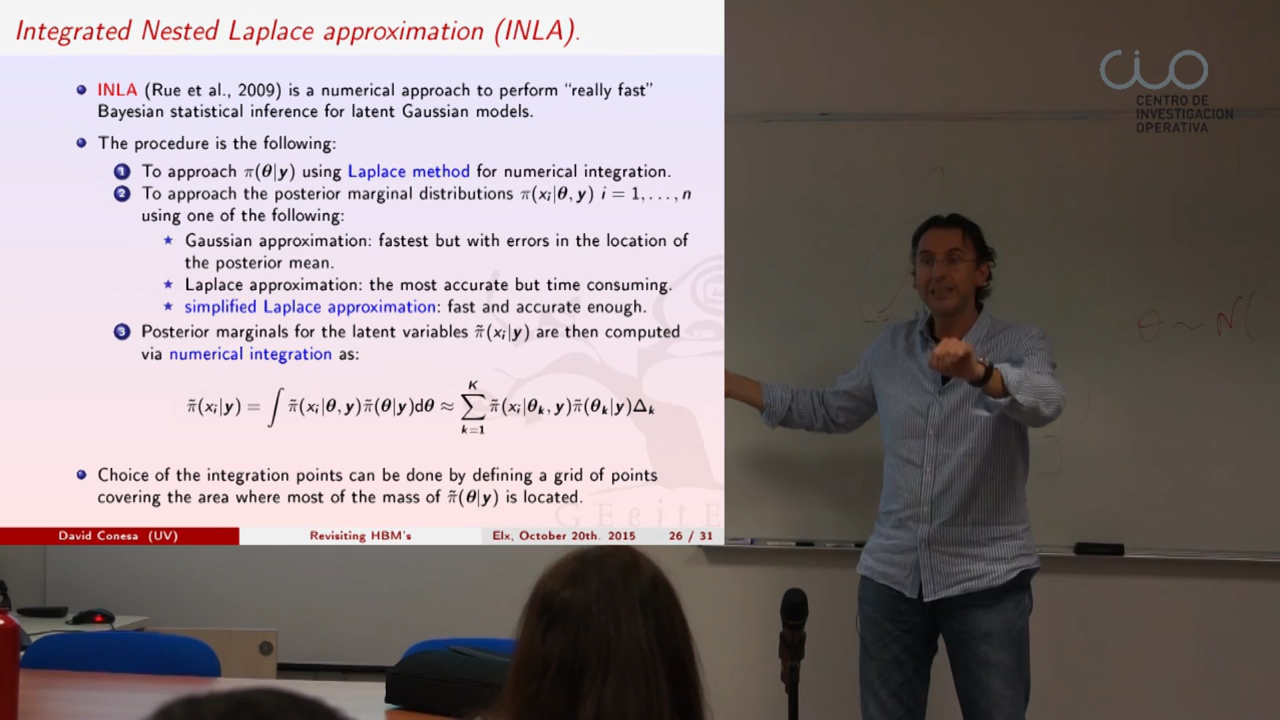 Integrated Nested Laplace approximation (INLA).
• INLA (Rue et al., 2009) is a numerical approach to perform “really fast”
Bayesian statistical inference for latent Gaussian models.
• The procedure is the following:
1 To approach π(θ|y) using Laplace method for numerical integration.
2 To approach the posterior marginal distributions π(xᵢ|θ, y) i = 1, . . . , n
using one of the following:
★ Gaussian approximation: fastest but with errors in the location of
the posterior mean.
★ Laplace approximation: the most accurate but time consuming.
★ simplified Laplace approximation: fast and accurate enough.
3 Posterior marginals for the latent variables π̃(xᵢ|y) are then computed
via numerical integration as:
π̃(xᵢ|y) = ∫ π̃(xᵢ|θ, y)π̃(θ|y)dθ ≈ ∑_{k=1}^{K} π̃(xᵢ|θₖ, y)π̃(θₖ|y)Δₖ
• Choice of the integration points can be done by defining a grid of points
covering the area where most of the mass of π̃(θ|y) is located.
GEeitE
David Conesa (UV) Revisiting HBM's Elx, October 20th. 2015 26 / 31
CIO
CENTRO DE
INVESTIGACION
OPERATIVA
θ ~ N(